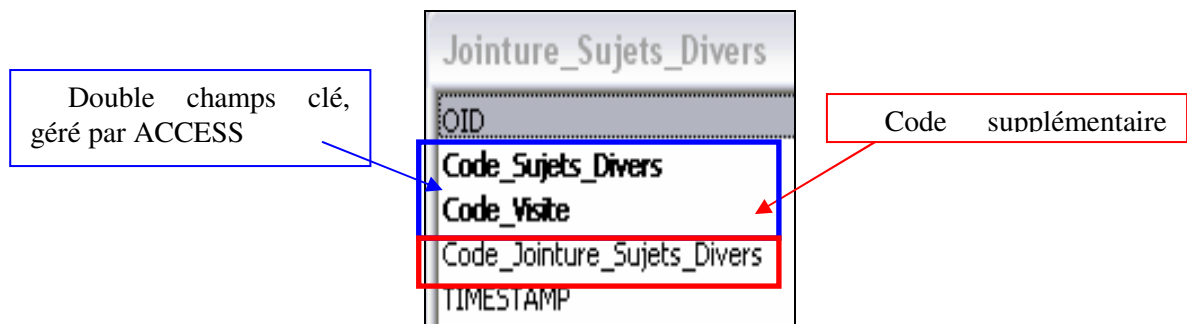 Jointure_Sujets_Divers
Double champs clé,
géré par ACCESS
OID
Code_Sujets_Divers
Code_Visite
Code_Jointure_Sujets_Divers
TIMESTAMP
Code supplémentaire